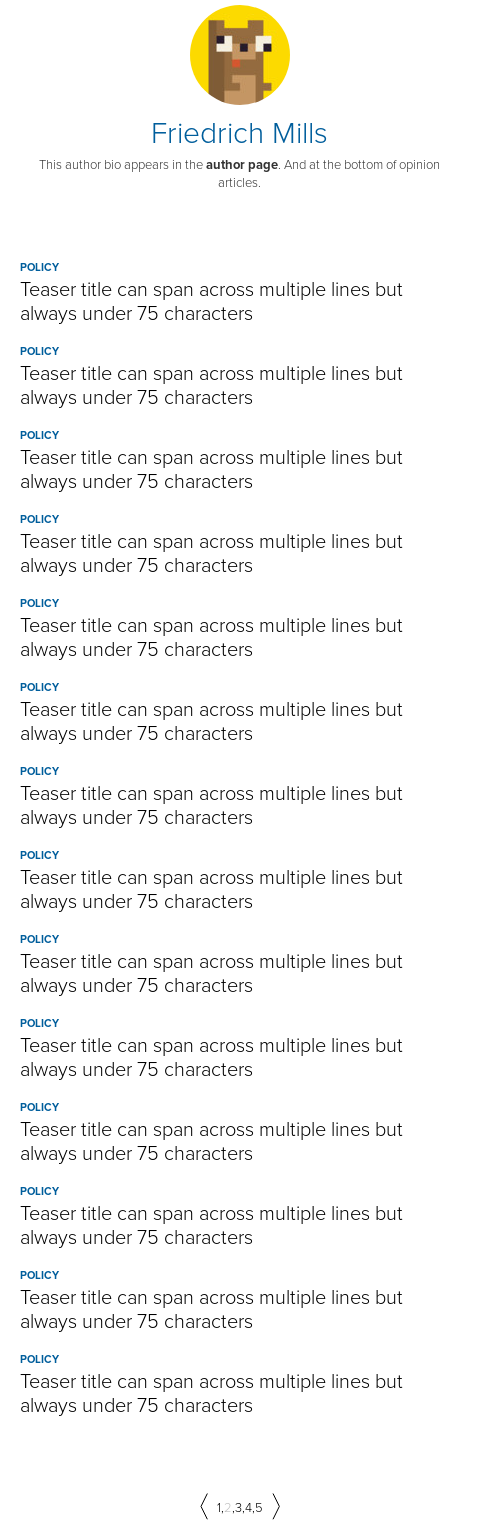 Friedrich Mills
This author bio appears in the author page. And at the bottom of opinion
articles.
POLICY
Teaser title can span across multiple lines but
always under 75 characters
POLICY
Teaser title can span across multiple lines but
always under 75 characters
POLICY
Teaser title can span across multiple lines but
always under 75 characters
POLICY
Teaser title can span across multiple lines but
always under 75 characters
POLICY
Teaser title can span across multiple lines but
always under 75 characters
POLICY
Teaser title can span across multiple lines but
always under 75 characters
POLICY
Teaser title can span across multiple lines but
always under 75 characters
POLICY
Teaser title can span across multiple lines but
always under 75 characters
POLICY
Teaser title can span across multiple lines but
always under 75 characters
POLICY
Teaser title can span across multiple lines but
always under 75 characters
POLICY
Teaser title can span across multiple lines but
always under 75 characters
POLICY
Teaser title can span across multiple lines but
always under 75 characters
POLICY
Teaser title can span across multiple lines but
always under 75 characters
POLICY
Teaser title can span across multiple lines but
always under 75 characters
1,2,3,4,5